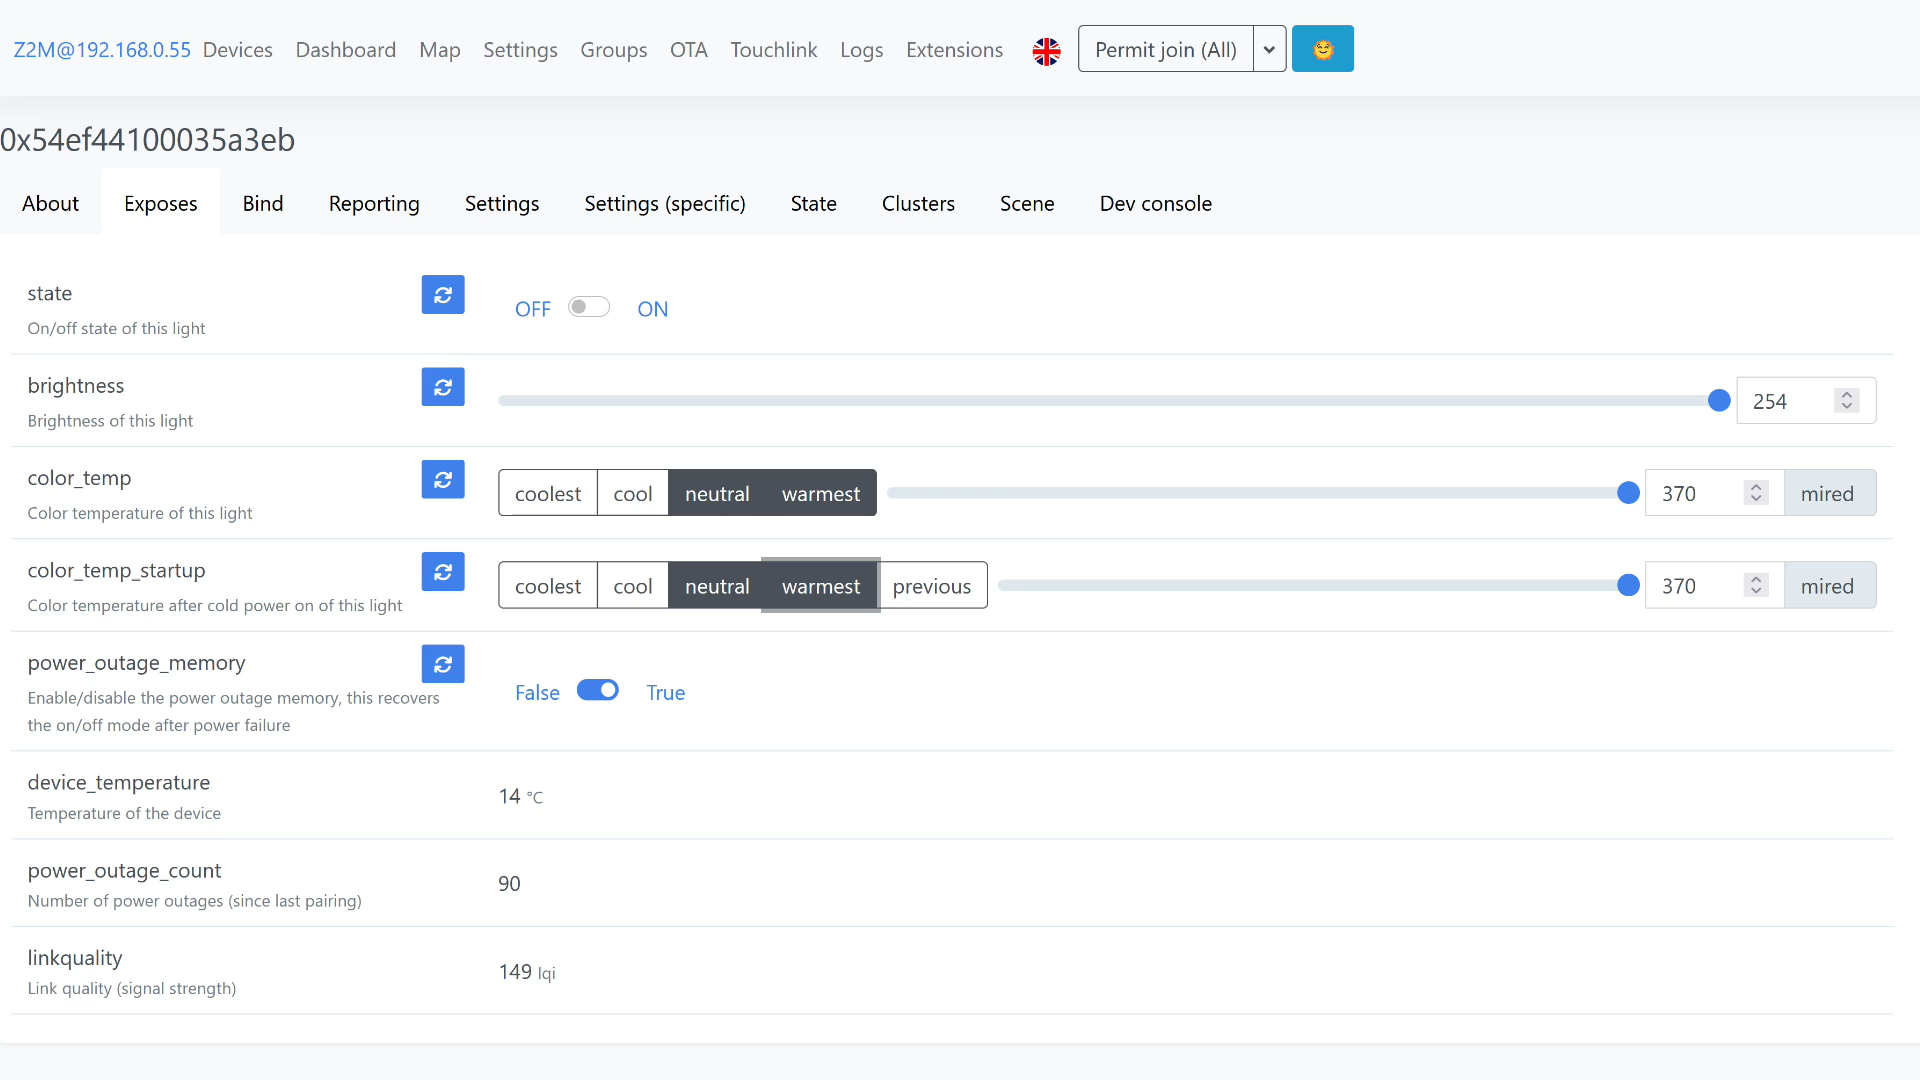 Z2M@192.168.0.55 Devices Dashboard Map Settings Groups OTA Touchlink Logs Extensions Permit join (All)
0x54ef44100035a3eb
About Exposes Bind Reporting Settings Settings (specific) State Clusters Scene Dev console
state
On/off state of this light
OFF ON
brightness
Brightness of this light
254
color_temp
Color temperature of this light
coolest cool neutral warmest 370 mired
color_temp_startup
Color temperature after cold power on of this light
coolest cool neutral warmest previous 370 mired
power_outage_memory
Enable/disable the power outage memory, this recovers
the on/off mode after power failure
False True
device_temperature
Temperature of the device
14 °C
power_outage_count
Number of power outages (since last pairing)
90
linkquality
Link quality (signal strength)
149 lqi